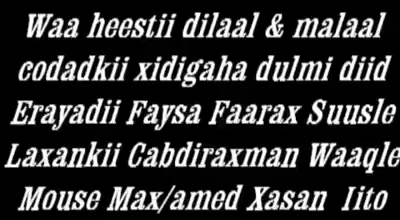 Waa heestii dilaal & malaal
codadkii xidigaha dulmi diid
Erayadii Faysa Faarax Suusle
Laxankii Cabdiraxman Waaqle
Mouse Max/amed Xasan Iito